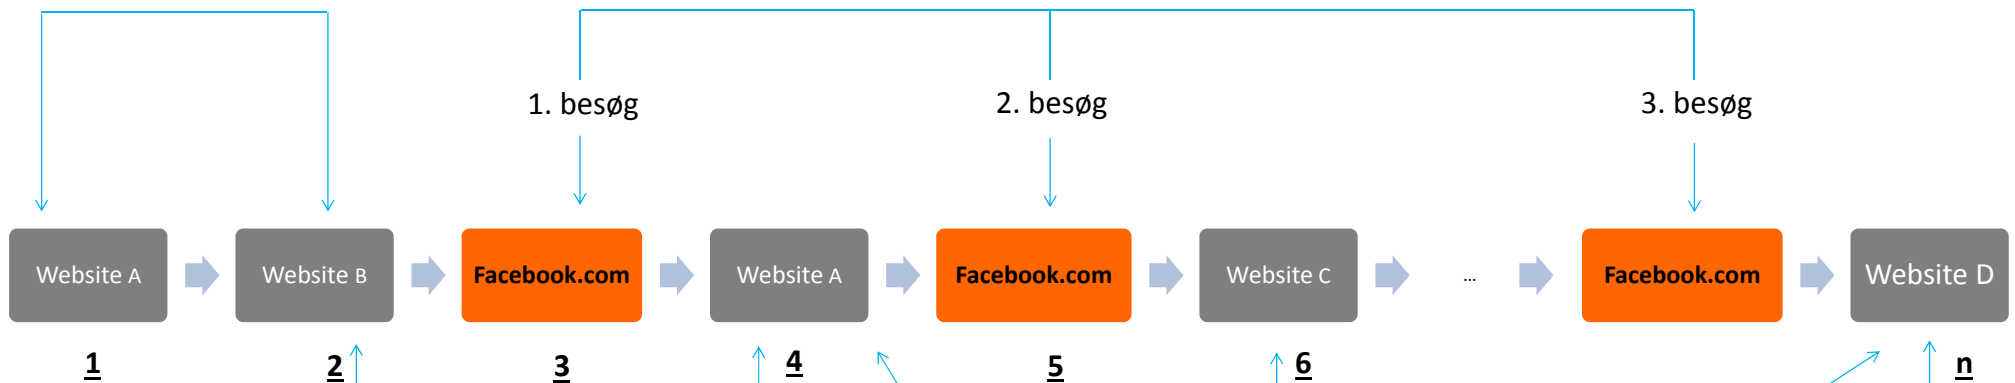 1. besøg
2. besøg
3. besøg
Website A
Website B
Facebook.com
Website A
Facebook.com
Website C
...
Facebook.com
Website D
1
2
3
4
5
6
n